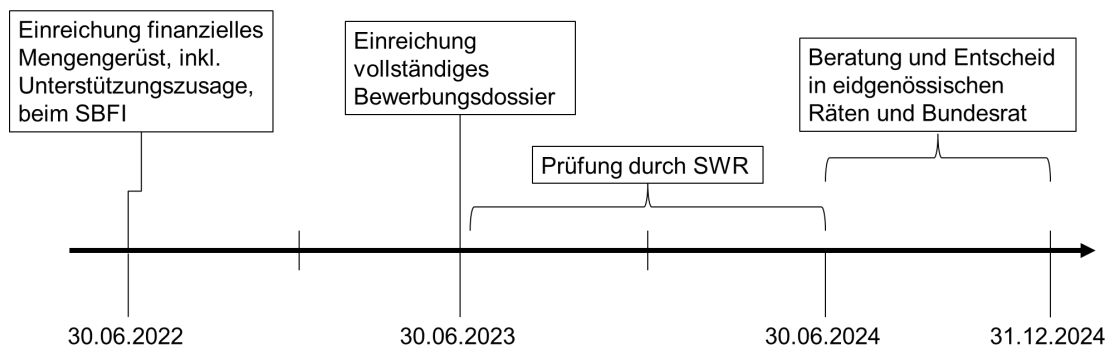 Einreichung finanzielles
Mengengerüst, inkl.
Unterstützungszusage,
beim SBFI
Einreichung
vollständiges
Bewerbungsdossier
Beratung und Entscheid
in eidgenössischen
Räten und Bundesrat
Prüfung durch SWR
30.06.2022
30.06.2023
30.06.2024
31.12.2024